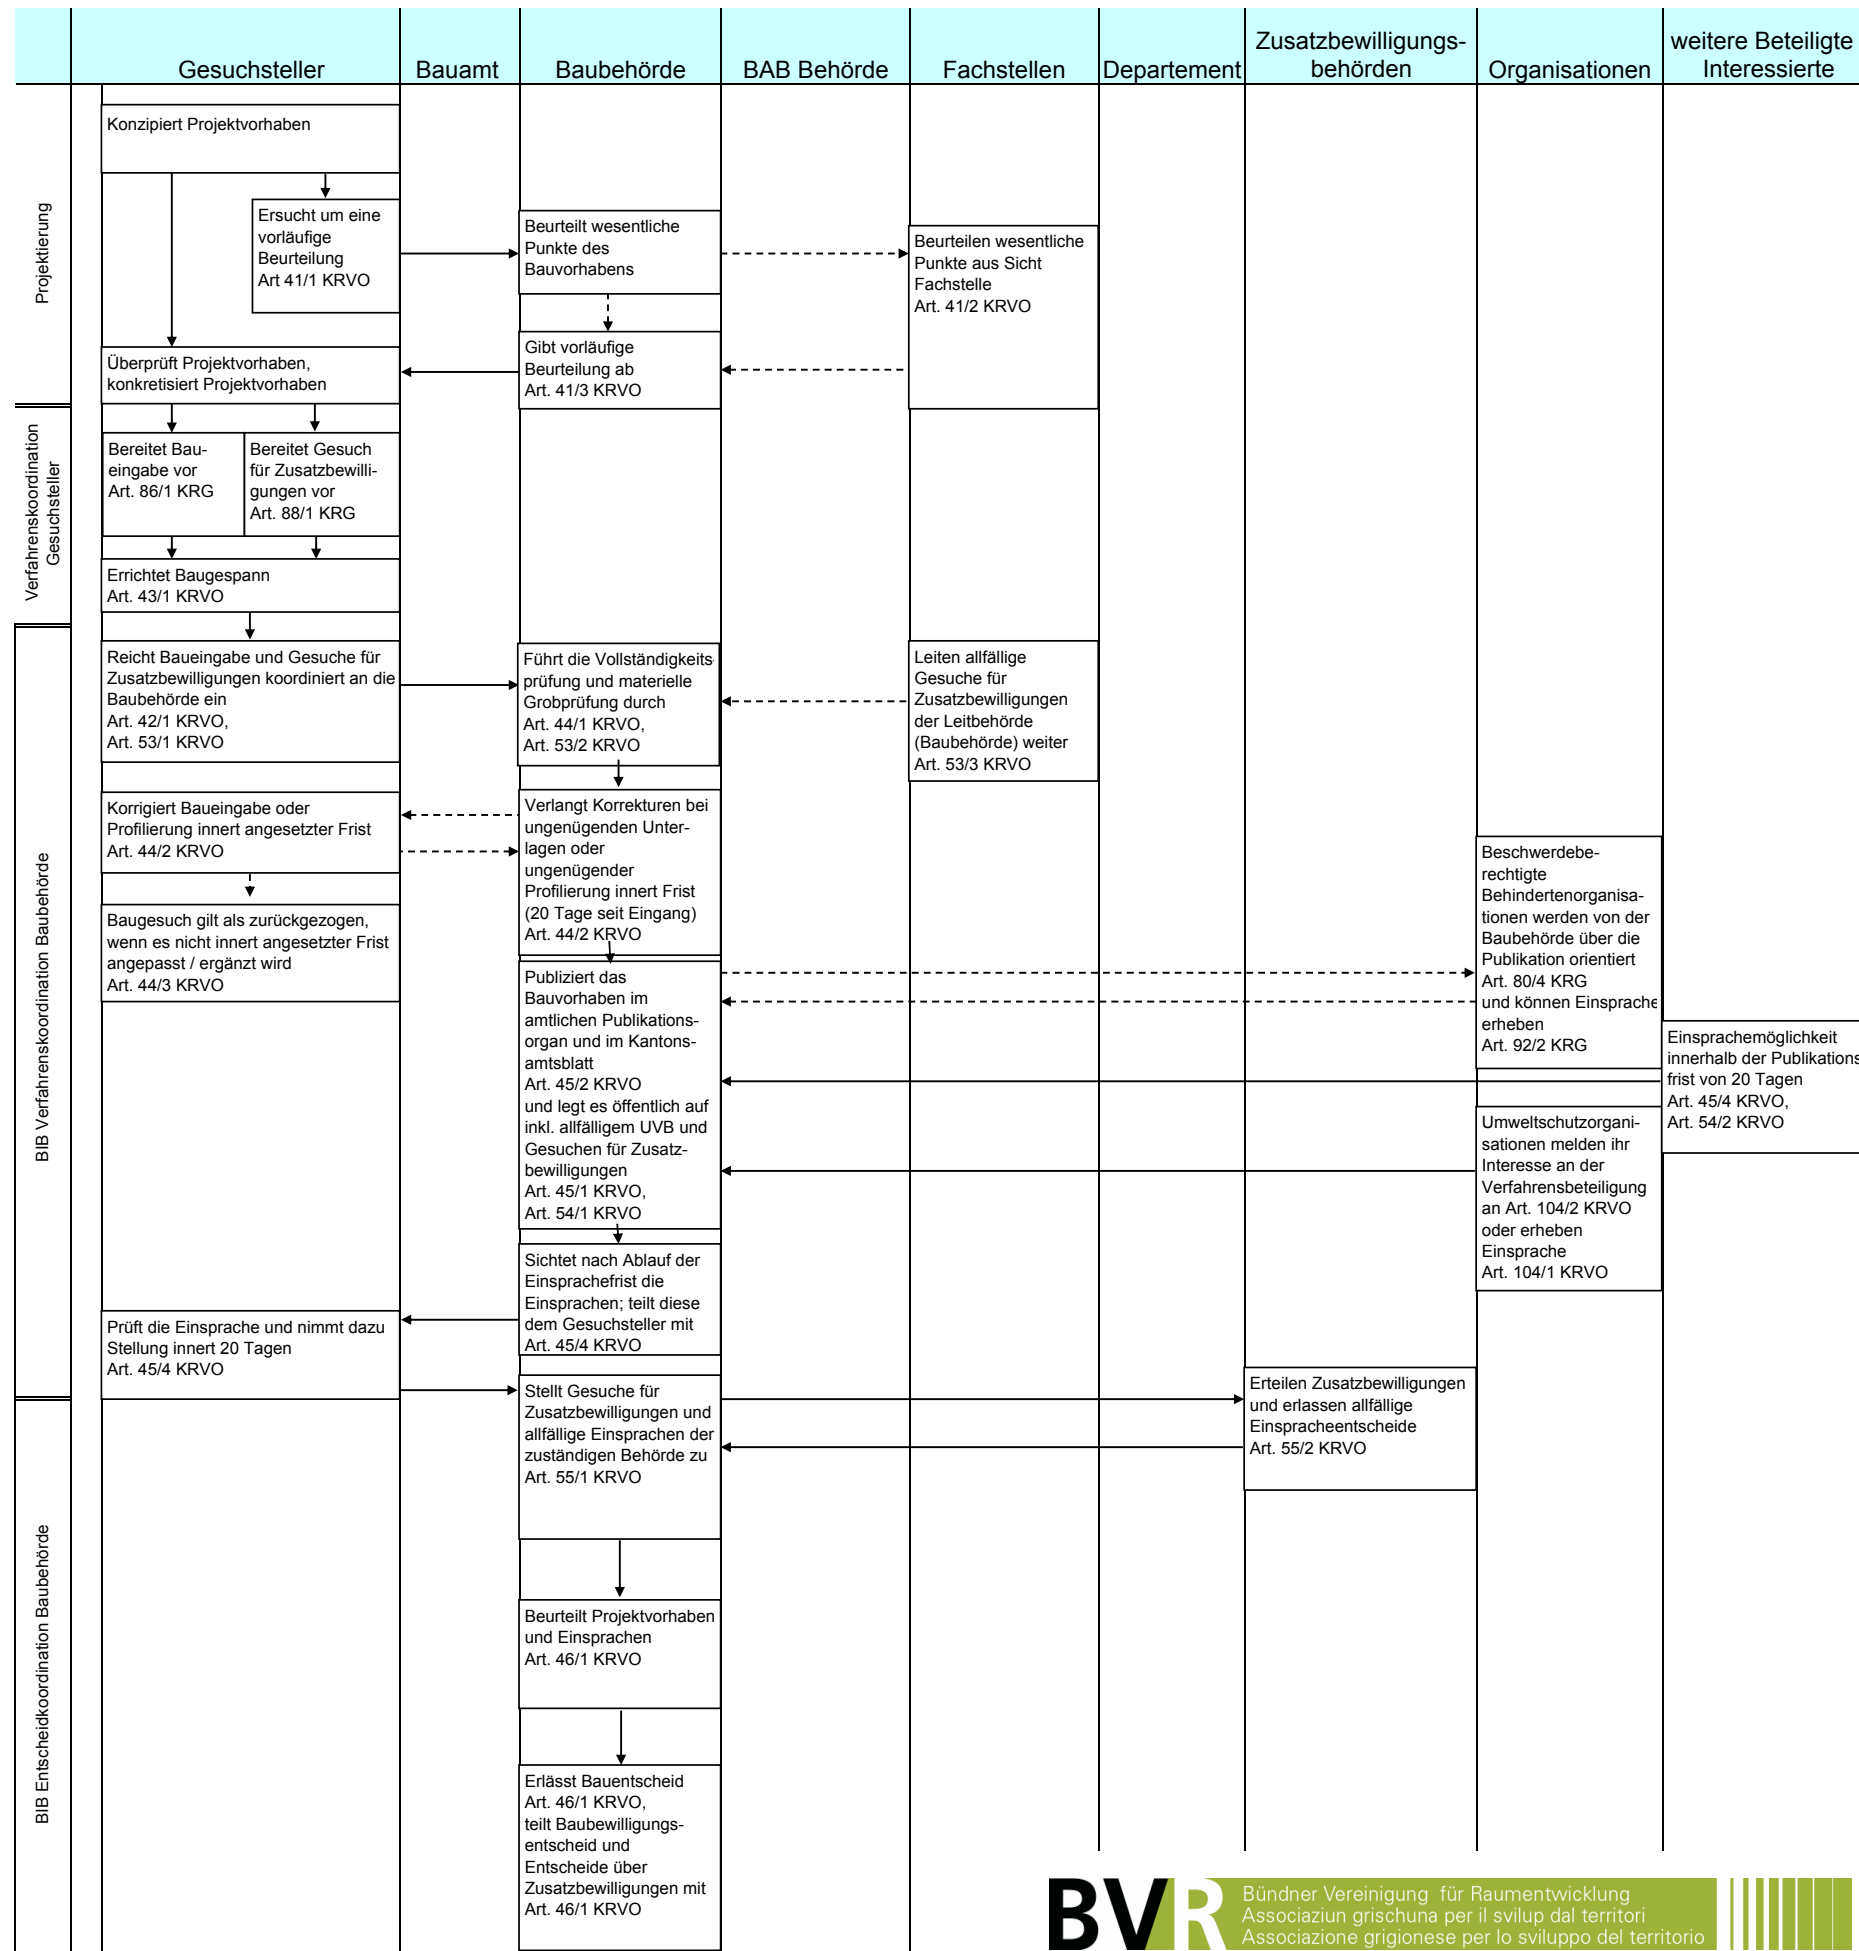 Gesuchsteller
Bauamt
Baubehörde
BAB Behörde
Fachstellen
Departement
Zusatzbewilligungs-
behörden
Organisationen
weitere Beteiligte
Interessierte
Projektierung
Konzipiert Projektvorhaben
Ersucht um eine
vorläufige
Beurteilung
Art 41/1 KRVO
Beurteilt wesentliche
Punkte des
Bauvorhabens
Beurteilen wesentliche
Punkte aus Sicht
Fachstelle
Art. 41/2 KRVO
Gibt vorläufige
Beurteilung ab
Art. 41/3 KRVO
Überprüft Projektvorhaben,
konkretisiert Projektvorhaben
Verfahrenskoordination
Gesuchsteller
Bereitet Bau-
eingabe vor
Art. 86/1 KRG
Bereitet Gesuch
für Zusatzbewilli-
gungen vor
Art. 88/1 KRG
Errichtet Baugespann
Art. 43/1 KRVO
BIB Verfahrenskoordination Baubehörde
Reicht Baueingabe und Gesuche für
Zusatzbewilligungen koordiniert an die
Baubehörde ein
Art. 42/1 KRVO,
Art. 53/1 KRVO
Führt die Vollständigkeits-
prüfung und materielle
Grobprüfung durch
Art. 44/1 KRVO,
Art. 53/2 KRVO
Leiten allfällige
Gesuche für
Zusatzbewilligungen
der Leitbehörde
(Baubehörde) weiter
Art. 53/3 KRVO
Korrigiert Baueingabe oder
Profilierung innert angesetzter Frist
Art. 44/2 KRVO
Verlangt Korrekturen bei
ungenügenden Unter-
lagen oder
ungenügender
Profilierung innert Frist
(20 Tage seit Eingang)
Art. 44/2 KRVO
Baugesuch gilt als zurückgezogen,
wenn es nicht innert angesetzter Frist
angepasst / ergänzt wird
Art. 44/3 KRVO
Publiziert das
Bauvorhaben im
amtlichen Publikations-
organ und im Kantons-
amtsblatt
Art. 45/2 KRVO
und legt es öffentlich auf
inkl. allfälligem UVB und
Gesuchen für Zusatz-
bewilligungen
Art. 45/1 KRVO,
Art. 54/1 KRVO
Beschwerdebe-
rechtigte
Behindertenorganisa-
tionen werden von der
Baubehörde über die
Publikation orientiert
Art. 80/4 KRG
und können Einsprache
erheben
Art. 92/2 KRG
Einsprachemöglichkeit
innerhalb der Publikations
frist von 20 Tagen
Art. 45/4 KRVO,
Art. 54/2 KRVO
Umweltschutzorgani-
sationen melden ihr
Interesse an der
Verfahrensbeteiligung
an Art. 104/2 KRVO
oder erheben
Einsprache
Art. 104/1 KRVO
Sichtet nach Ablauf der
Einsprachefrist die
Einsprachen; teilt diese
dem Gesuchsteller mit
Art. 45/4 KRVO
Prüft die Einsprache und nimmt dazu
Stellung innert 20 Tagen
Art. 45/4 KRVO
BIB Entscheidkoordination Baubehörde
Stellt Gesuche für
Zusatzbewilligungen und
allfällige Einsprachen der
zuständigen Behörde zu
Art. 55/1 KRVO
Erteilen Zusatzbewilligungen
und erlassen allfällige
Einspracheentscheide
Art. 55/2 KRVO
Beurteilt Projektvorhaben
und Einsprachen
Art. 46/1 KRVO
Erlässt Bauentscheid
Art. 46/1 KRVO,
teilt Baubewilligungs-
entscheid und
Entscheide über
Zusatzbewilligungen mit
Art. 46/1 KRVO
BVR
Bündner Vereinigung für Raumentwicklung
Associaziun grischuna per il svilup dal territori
Associazione grigionese per lo sviluppo del territorio